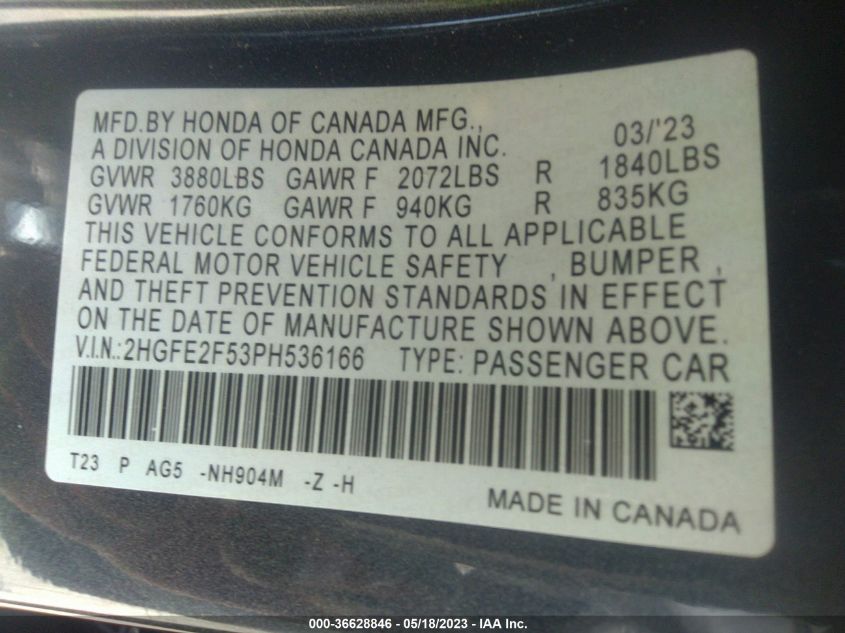 MFD.BY HONDA OF CANADA MFG., 03/'23
A DIVISION OF HONDA CANADA INC.
GVWR 3880LBS GAWR F 2072LBS R 1840LBS
GVWR 1760KG GAWR F 940KG R 835KG
THIS VEHICLE CONFORMS TO ALL APPLICABLE
FEDERAL MOTOR VEHICLE SAFETY , BUMPER ,
AND THEFT PREVENTION STANDARDS IN EFFECT
ON THE DATE OF MANUFACTURE SHOWN ABOVE.
V.I.N.:2HGFE2F53PH536166 TYPE: PASSENGER CAR
T23 P AG5 -NH904M -Z -H
MADE IN CANADA
000-36628846 - 05/18/2023 - IAA Inc.